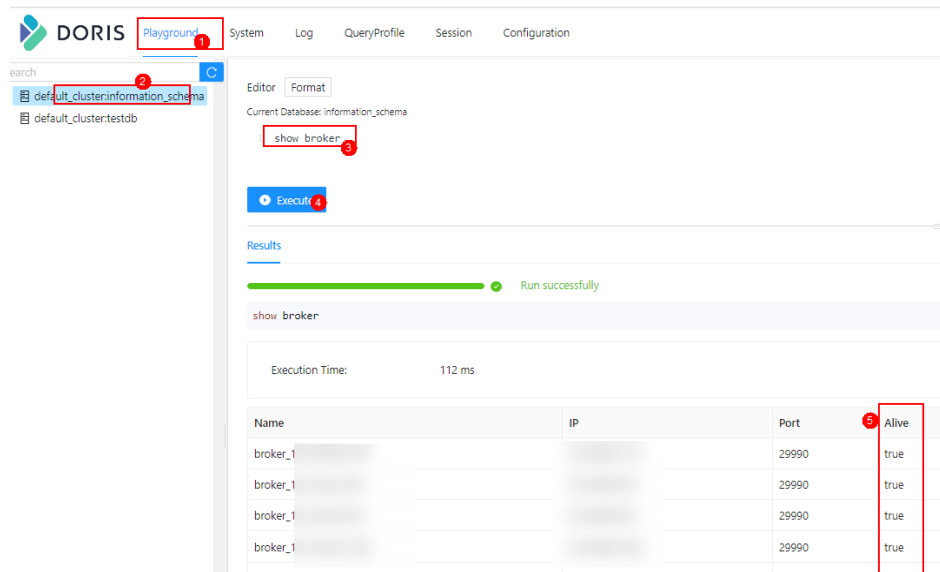 DORIS Playground System Log QueryProfile Session Configuration
1
earch
2
default_cluster:information_schema
default_cluster:testdb
Editor Format
Current Database: information_schema
show broker
3
Execute
4
Results
Run successfully
show broker
Execution Time: 112 ms
Name IP Port 5 Alive
broker_1 29990 true
broker_1 29990 true
broker_1 29990 true
broker_1 29990 true